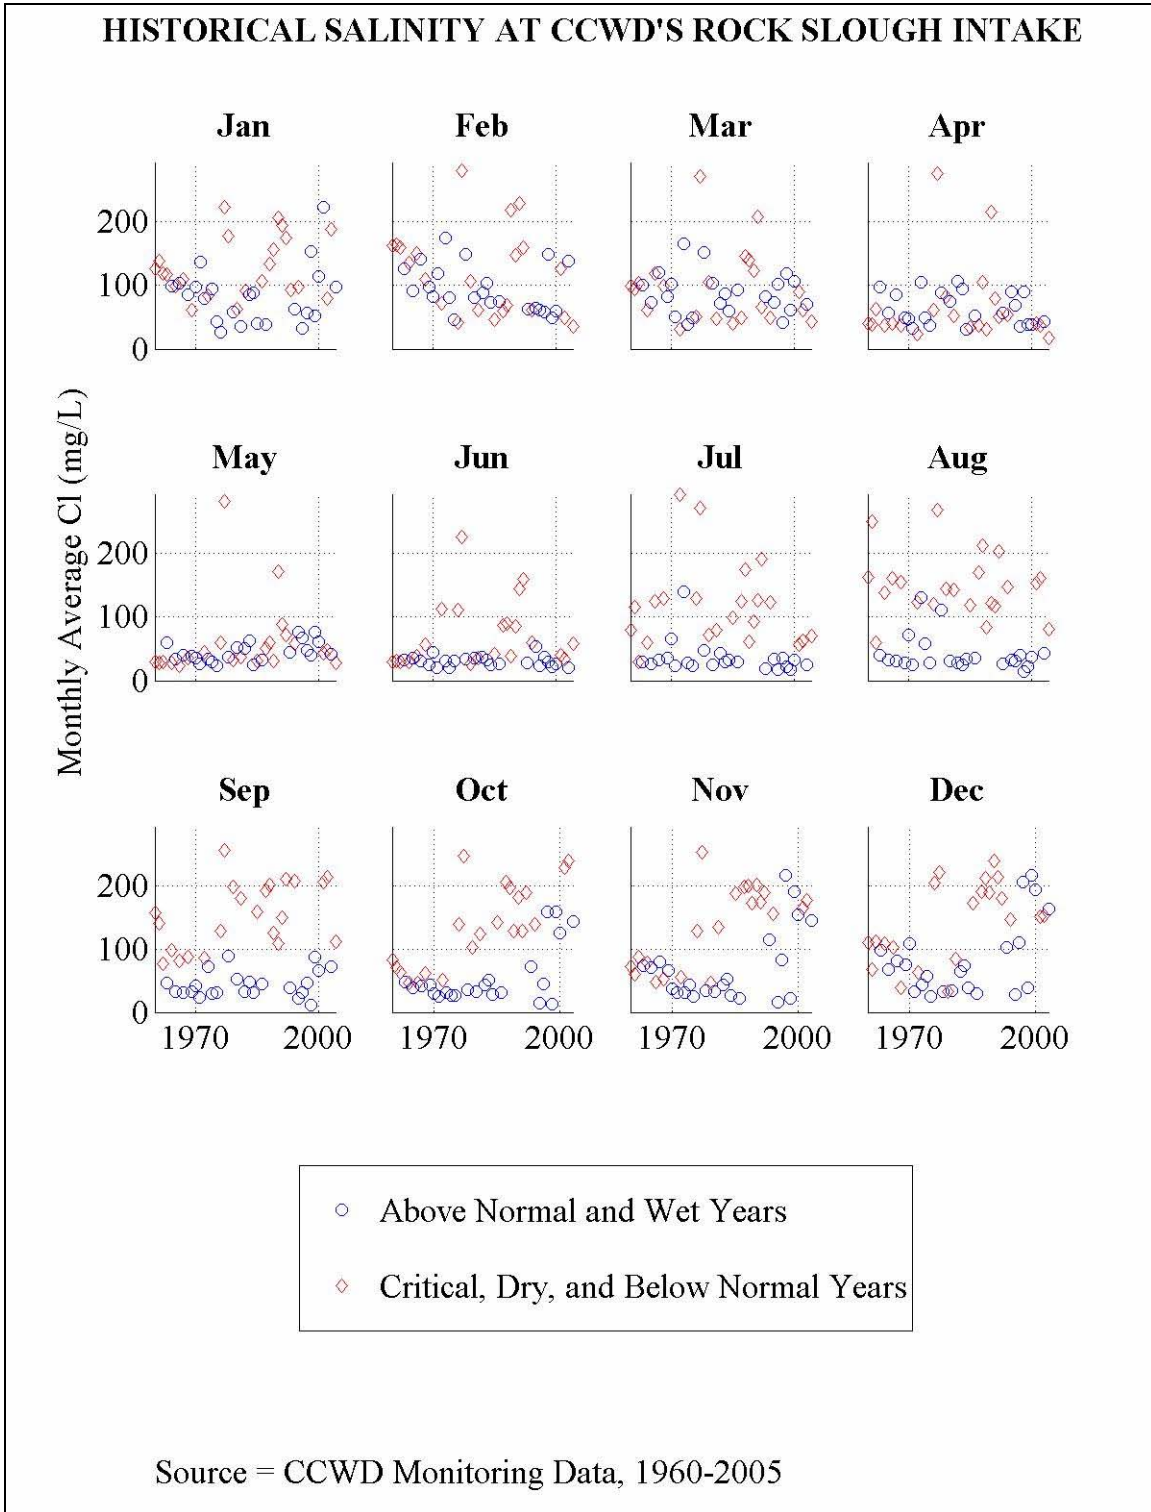 HISTORICAL SALINITY AT CCWD'S ROCK SLOUGH INTAKE
Jan Feb Mar Apr
200
100
0
May Jun Jul Aug
200
100
0
Monthly Average Cl (mg/L)
Sep Oct Nov Dec
200
100
0
1970 2000 1970 2000 1970 2000 1970 2000
Above Normal and Wet Years
Critical, Dry, and Below Normal Years
Source = CCWD Monitoring Data, 1960-2005